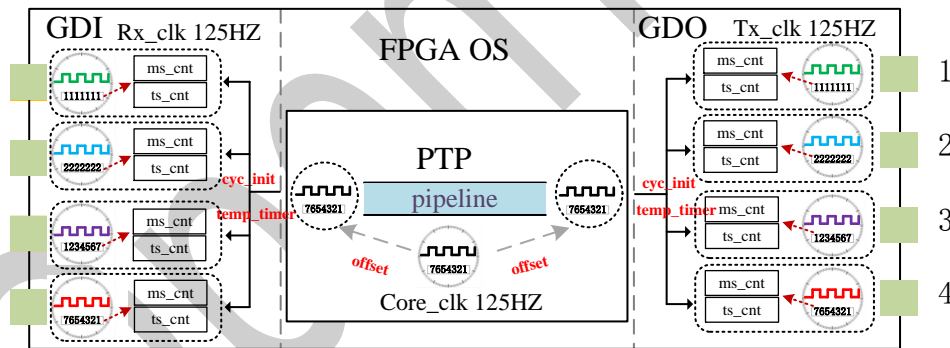 GDI
Rx_clk 125HZ
FPGA OS
GDO
Tx_clk 125HZ
1111111
ms_cnt
ts_cnt
2222222
ms_cnt
ts_cnt
1234567
ms_cnt
ts_cnt
7654321
ms_cnt
ts_cnt
cyc_init
temp_timer
PTP
pipeline
7654321
7654321
7654321
offset
offset
Core_clk 125HZ
cyc_init
temp_timer
ms_cnt
ts_cnt
1111111
1
ms_cnt
ts_cnt
2222222
2
ms_cnt
ts_cnt
1234567
3
ms_cnt
ts_cnt
7654321
4